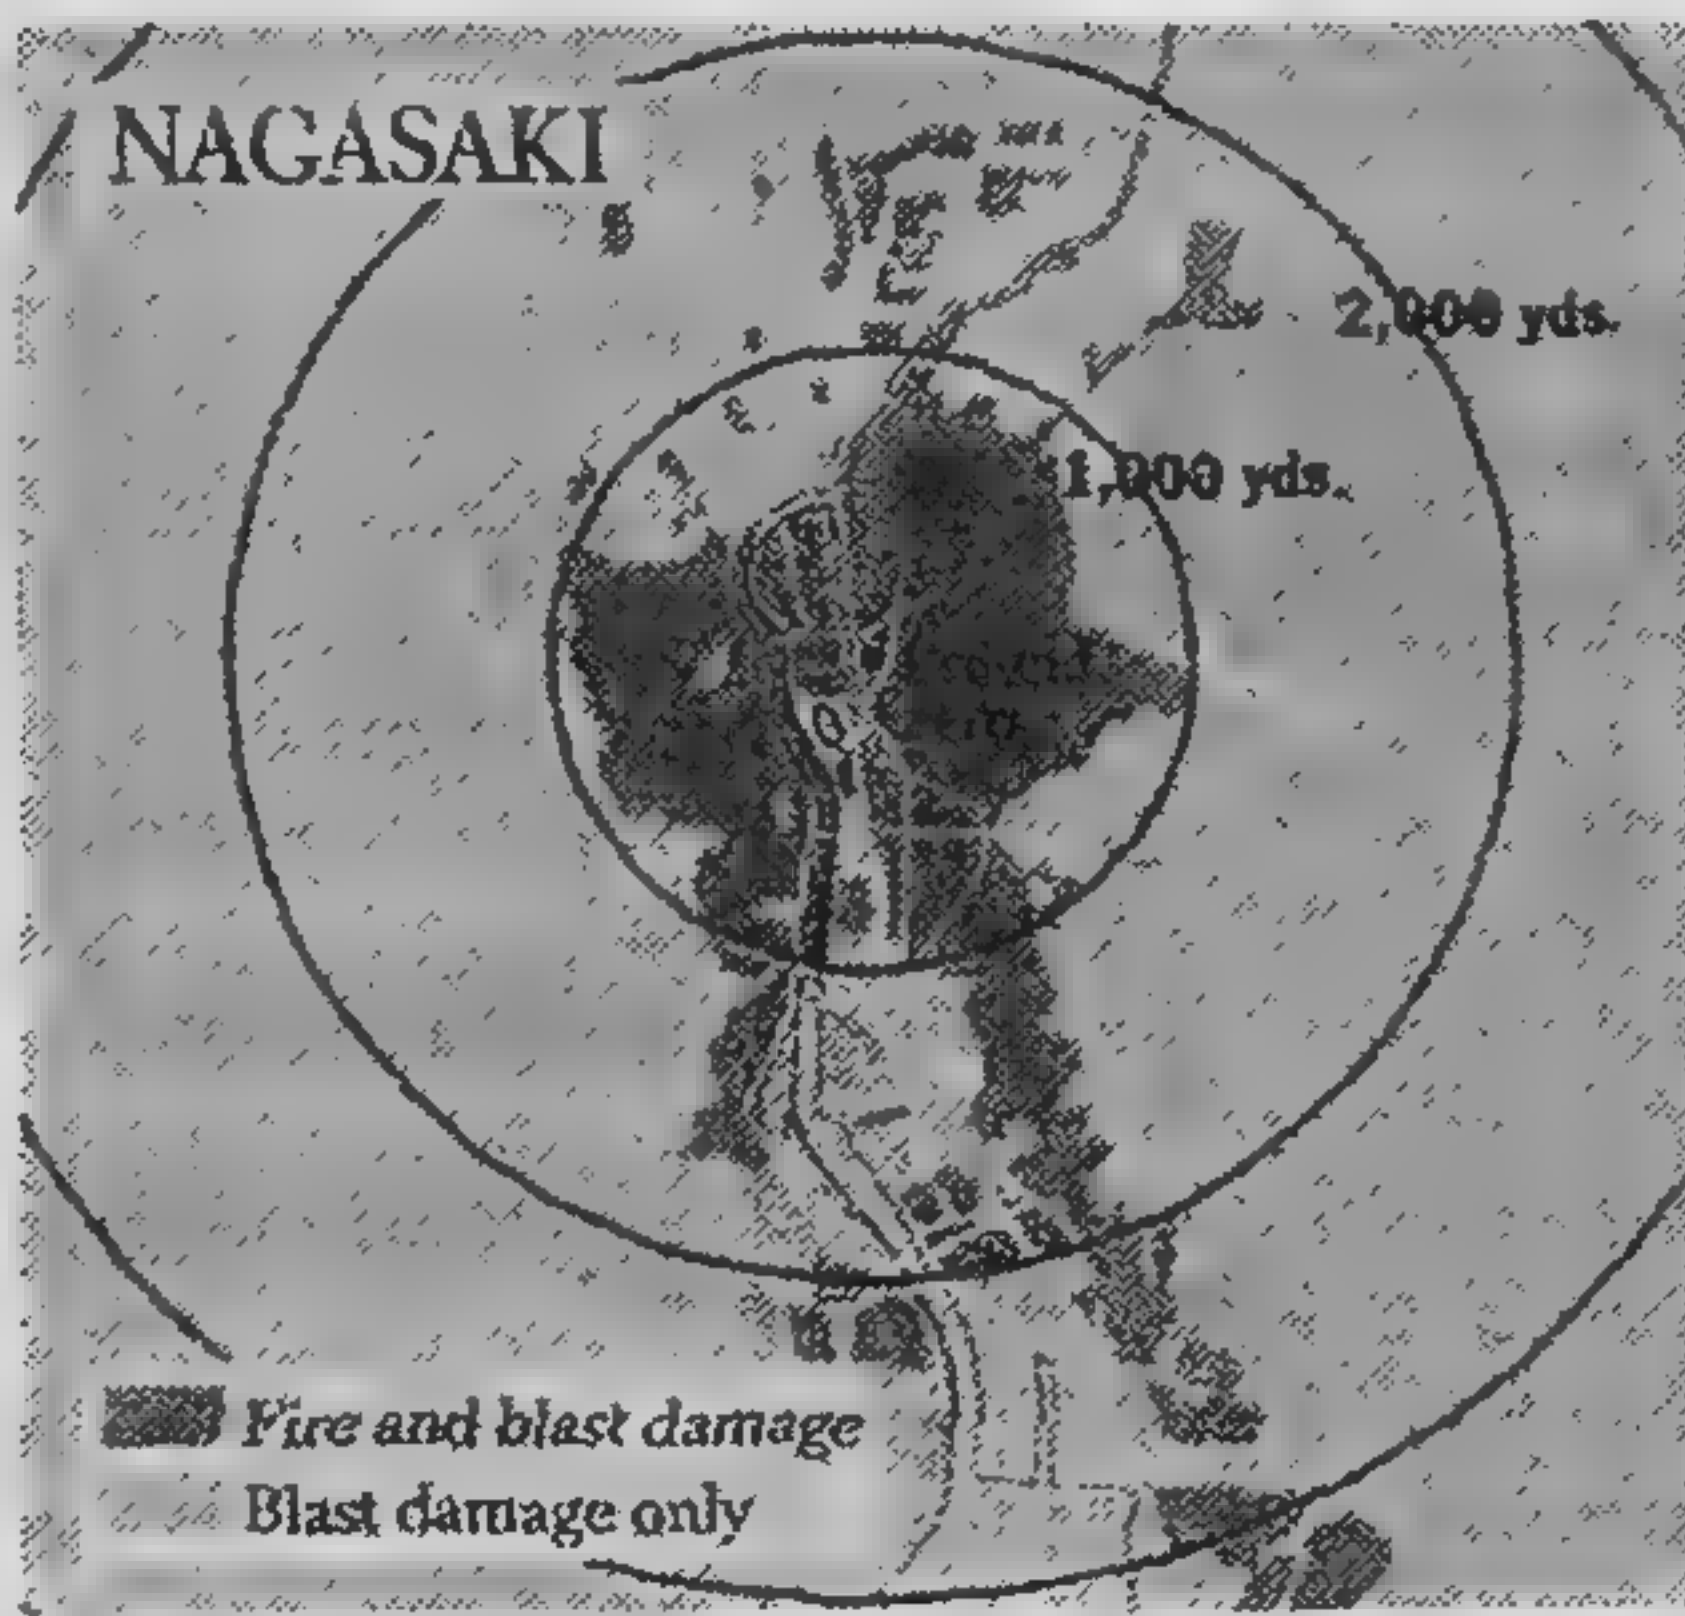 NAGASAKI
2,000 yds.
1,000 yds.
Fire and blast damage
Blast damage only